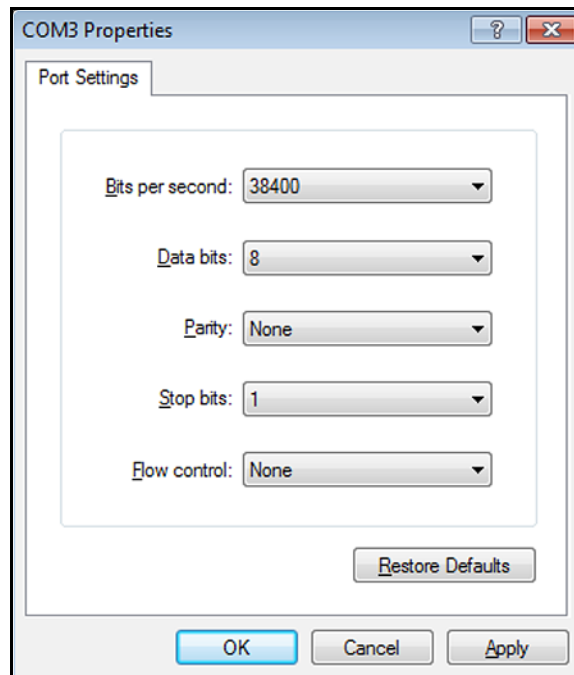 COM3 Properties
?
Port Settings
Bits per second: 38400
Data bits: 8
Parity: None
Stop bits: 1
Flow control: None
Restore Defaults
OK Cancel Apply